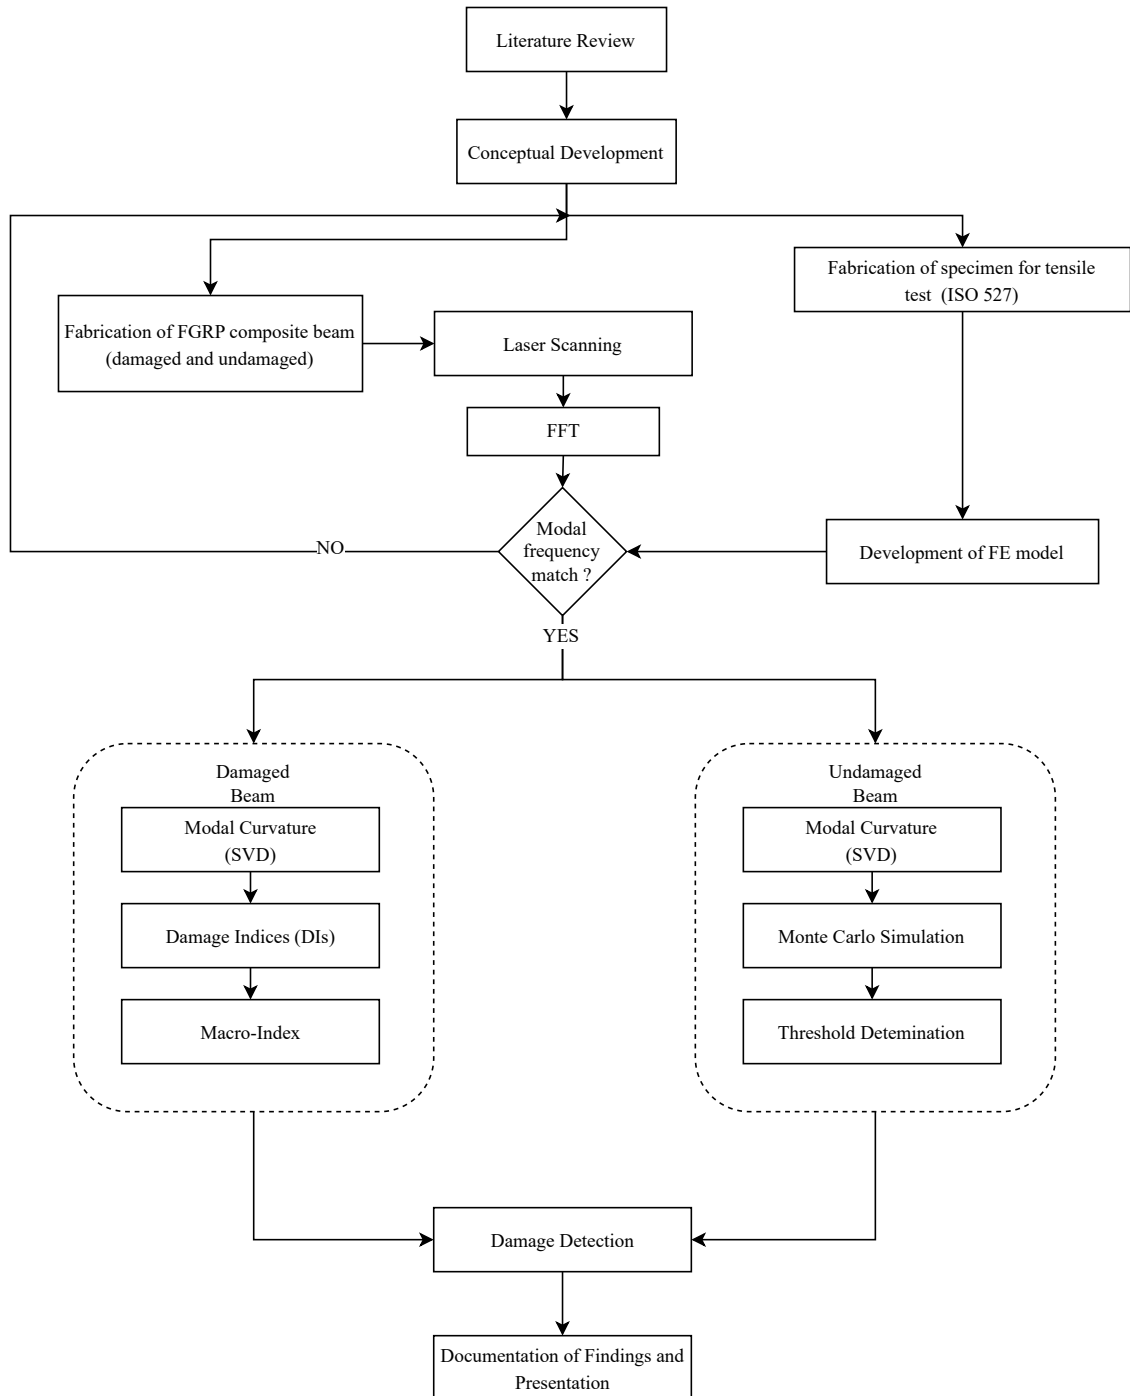 Literature Review
Conceptual Development
Fabrication of specimen for tensile
test (ISO 527)
Fabrication of FGRP composite beam
(damaged and undamaged)
Laser Scanning
FFT
Modal
frequency
match ?
NO
Development of FE model
YES
Damaged
Beam
Modal Curvature
(SVD)
Damage Indices (DIs)
Macro-Index
Undamaged
Beam
Modal Curvature
(SVD)
Monte Carlo Simulation
Threshold Detemination
Damage Detection
Documentation of Findings and
Presentation